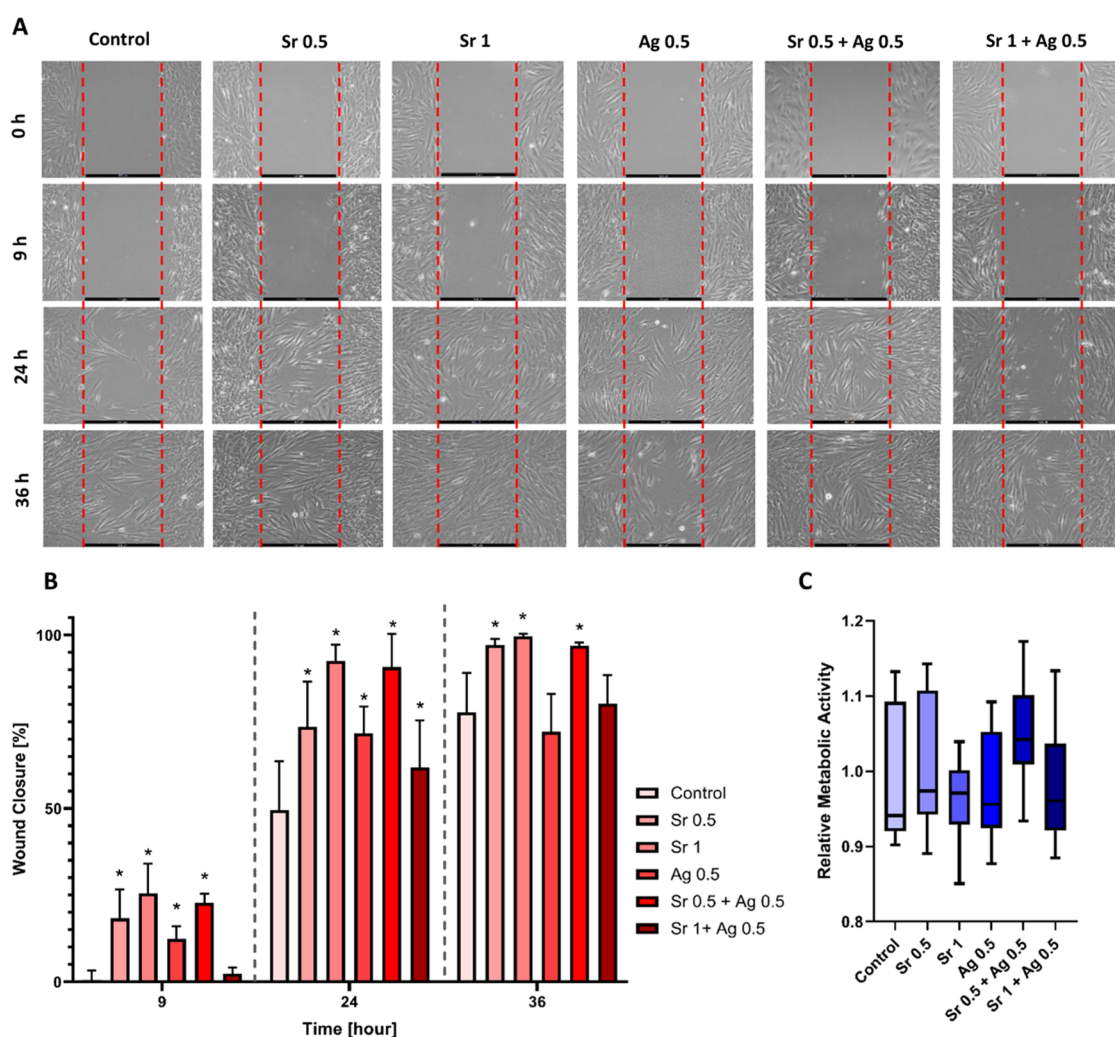 A
Control Sr 0.5 Sr 1 Ag 0.5 Sr 0.5 + Ag 0.5 Sr 1 + Ag 0.5
0 h
9 h
24 h
36 h
B
Wound Closure [%]
100
50
0
* * * *
* * * * *
* * *
9 24 36
Time [hour]
Control
Sr 0.5
Sr 1
Ag 0.5
Sr 0.5 + Ag 0.5
Sr 1+ Ag 0.5
C
Relative Metabolic Activity
1.2
1.1
1.0
0.9
0.8
Control
Sr 0.5
Sr 1
Ag 0.5
Sr 0.5 + Ag 0.5
Sr 1 + Ag 0.5